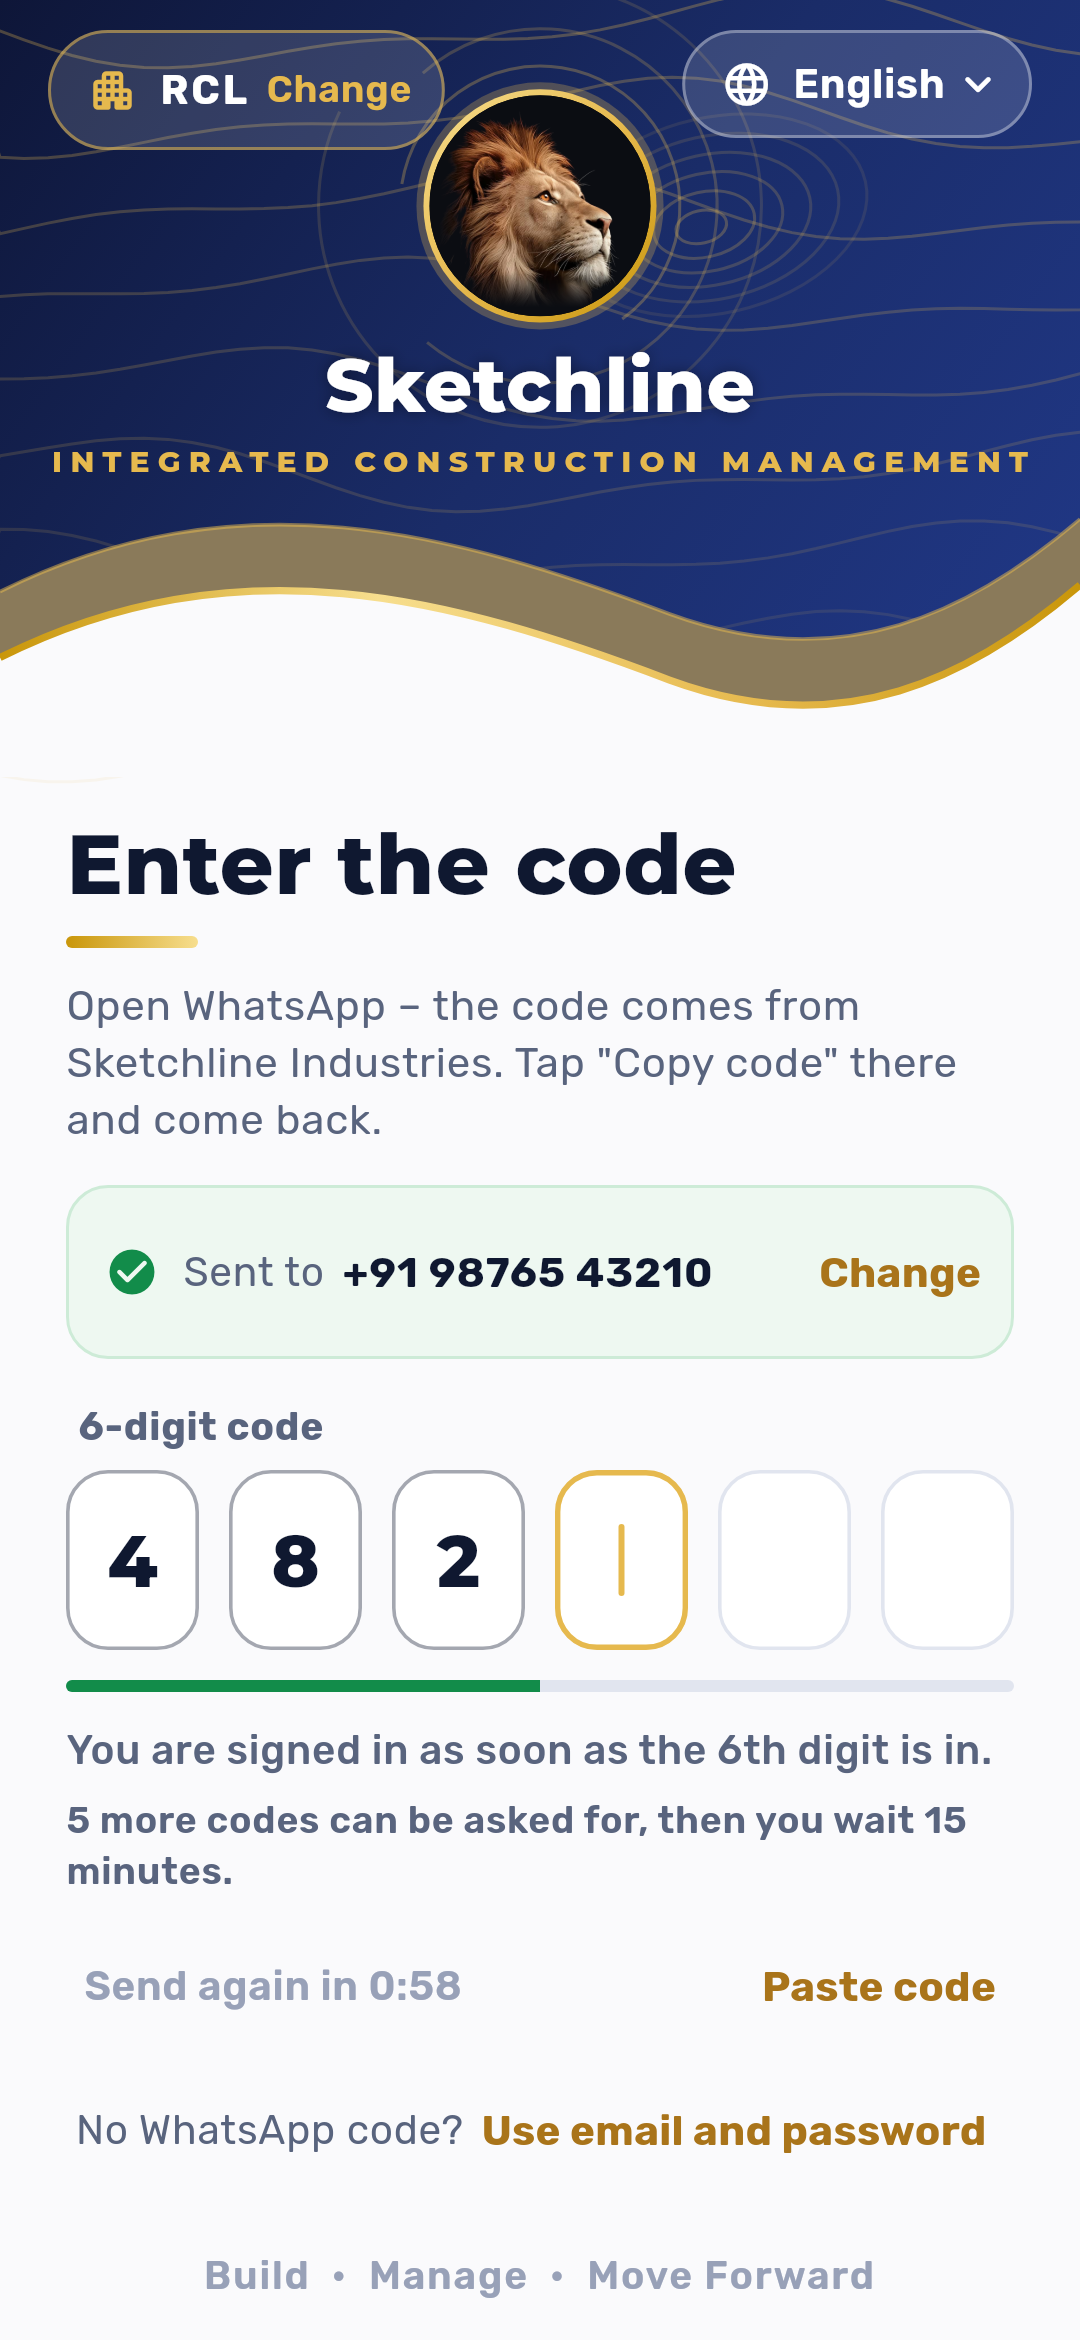 RCL Change
English
Sketchline
INTEGRATED CONSTRUCTION MANAGEMENT
Enter the code
Open WhatsApp – the code comes from
Sketchline Industries. Tap "Copy code" there
and come back.
Sent to +91 98765 43210 Change
6-digit code
4 8 2
You are signed in as soon as the 6th digit is in.
5 more codes can be asked for, then you wait 15
minutes.
Send again in 0:58 Paste code
No WhatsApp code? Use email and password
Build • Manage • Move Forward